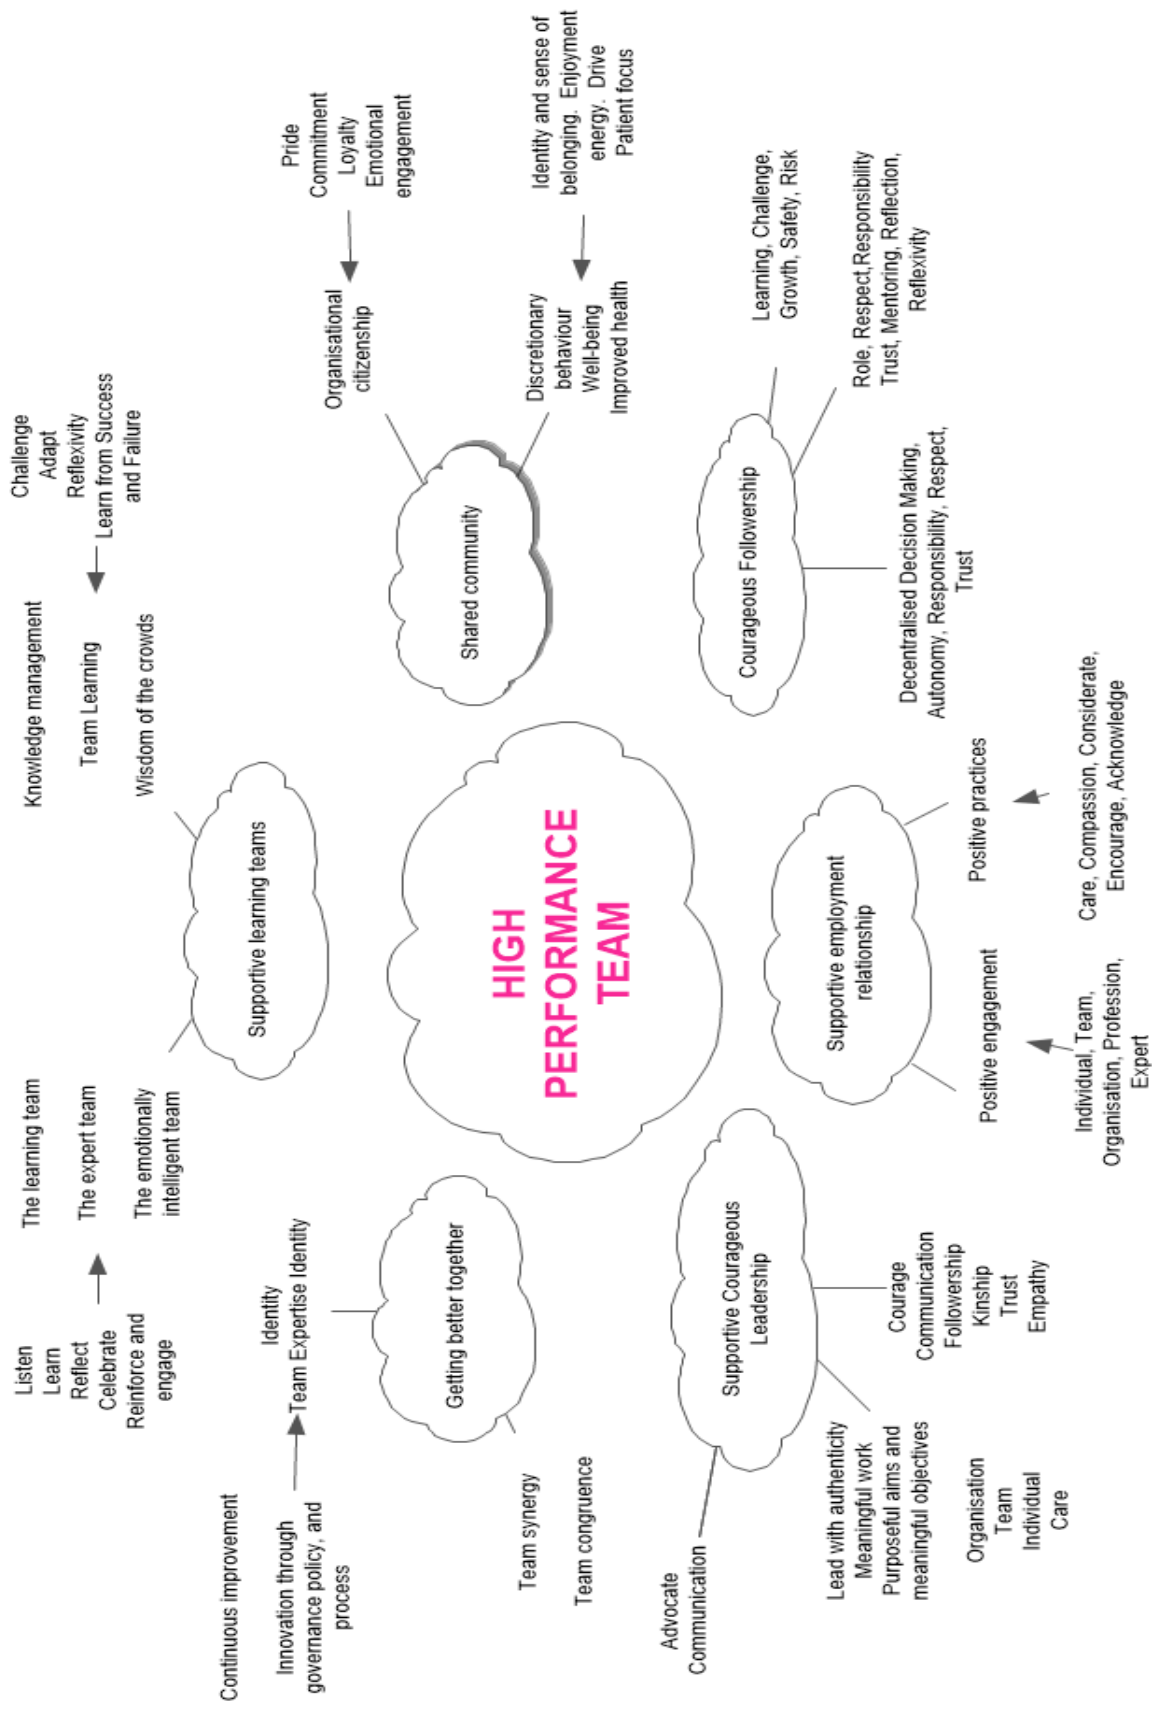 Listen
Learn
Reflect
Celebrate
Reinforce and
engage
The learning team
The expert team
The emotionally
intelligent team
Knowledge management
Team Learning
Wisdom of the crowds
Challenge
Adapt
Reflexivity
Learn from Success
and Failure
Supportive learning teams
Continuous improvement
Innovation through
governance policy, and
process
Identity
Team Expertise Identity
Getting better together
Team synergy
Team congruence
HIGH
PERFORMANCE
TEAM
Shared community
Organisational
citizenship
Pride
Commitment
Loyalty
Emotional
engagement
Discretionary
behaviour
Well-being
Improved health
Identity and sense of
belonging. Enjoyment
energy. Drive
Patient focus
Advocate
Communication
Supportive Courageous
Leadership
Lead with authenticity
Meaningful work
Purposeful aims and
meaningful objectives
Organisation
Team
Individual
Care
Courage
Communication
Followership
Kinship
Trust
Empathy
Supportive employment
relationship
Positive engagement
Individual, Team,
Organisation, Profession,
Expert
Positive practices
Care, Compassion, Considerate,
Encourage, Acknowledge
Courageous Followership
Decentralised Decision Making,
Autonomy, Responsibility, Respect,
Trust
Learning, Challenge,
Growth, Safety, Risk
Role, Respect,Responsibility
Trust, Mentoring, Reflection,
Reflexivity